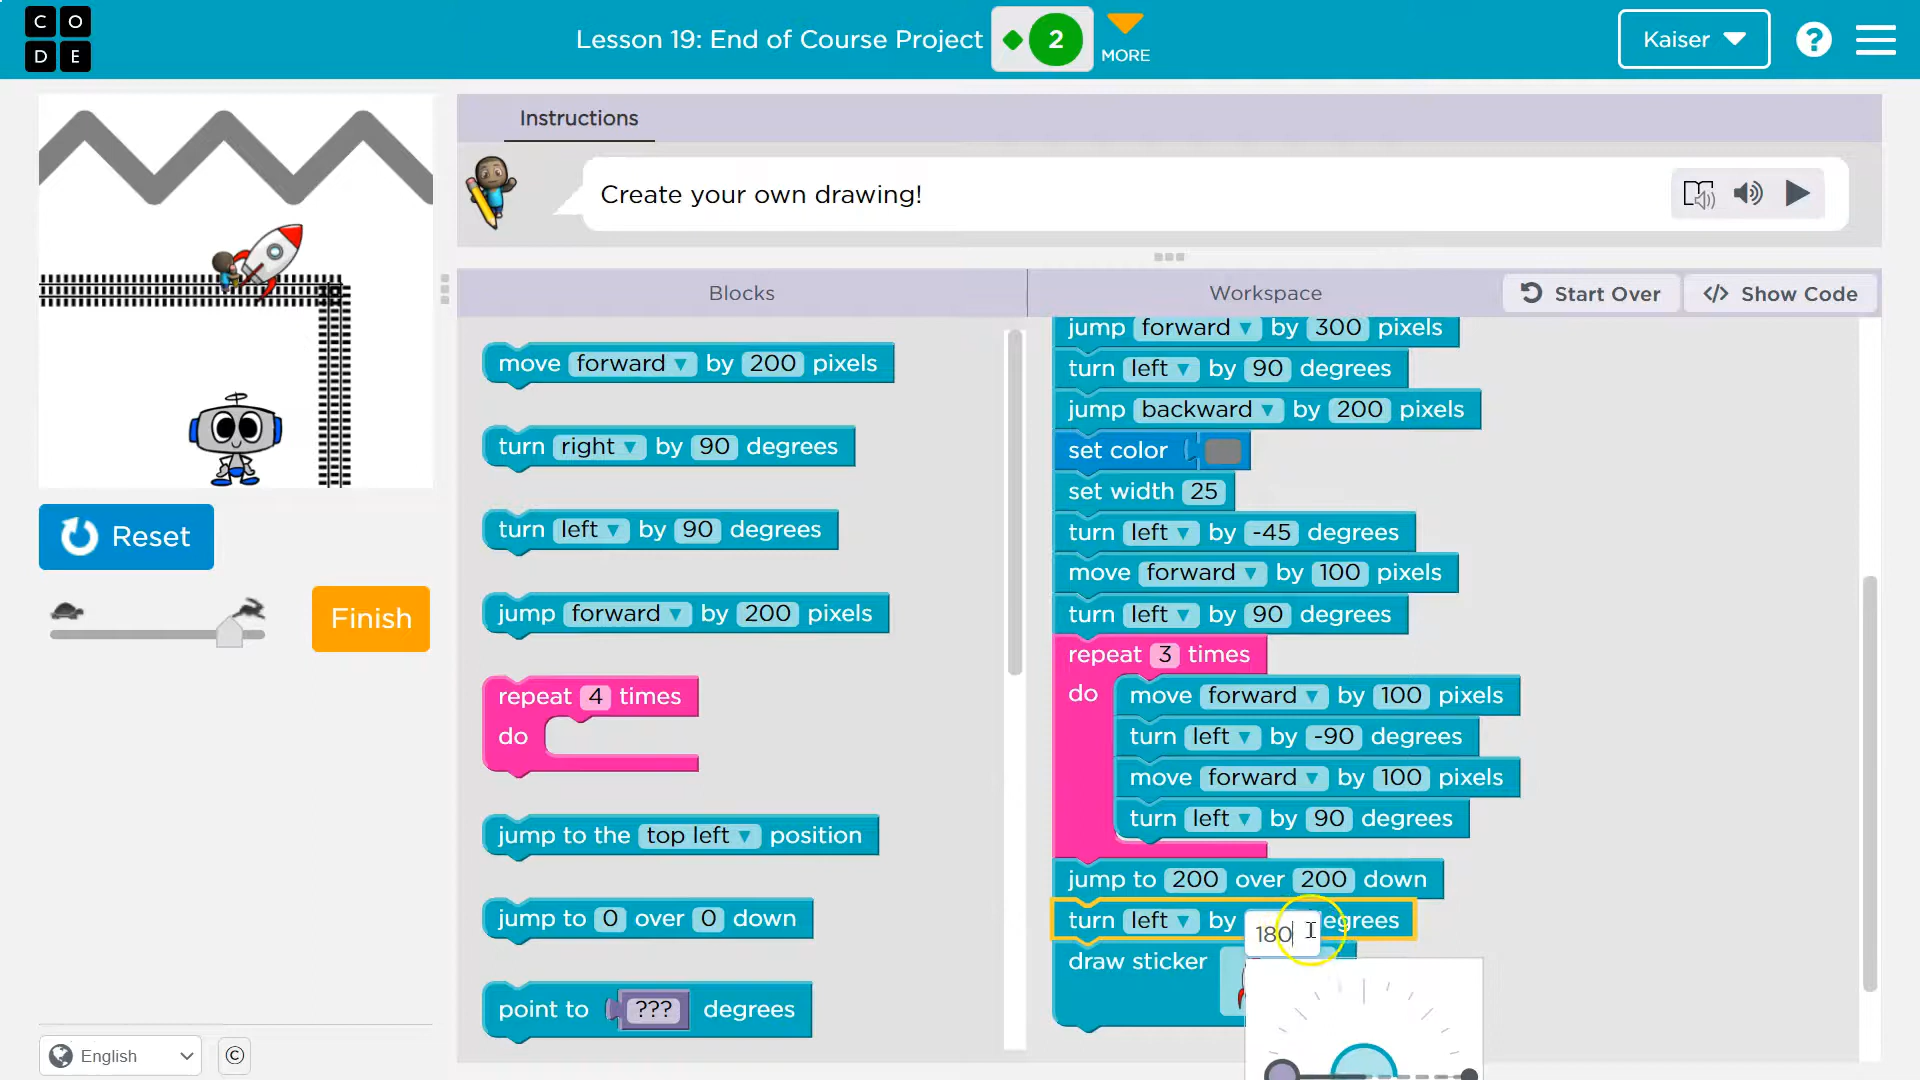 C O
D E
Lesson 19: End of Course Project
2
MORE
Kaiser
?
Instructions
Create your own drawing!
Blocks
Workspace
Start Over
</> Show Code
move forward by 200 pixels
turn right by 90 degrees
turn left by 90 degrees
jump forward by 200 pixels
repeat 4 times
do
jump to the top left position
jump to 0 over 0 down
point to ??? degrees
jump forward by 300 pixels
turn left by 90 degrees
jump backward by 200 pixels
set color
set width 25
turn left by -45 degrees
move forward by 100 pixels
turn left by 90 degrees
repeat 3 times
do
move forward by 100 pixels
turn left by -90 degrees
move forward by 100 pixels
turn left by 90 degrees
jump to 200 over 200 down
turn left by 180 egrees
draw sticker
Reset
Finish
English
©